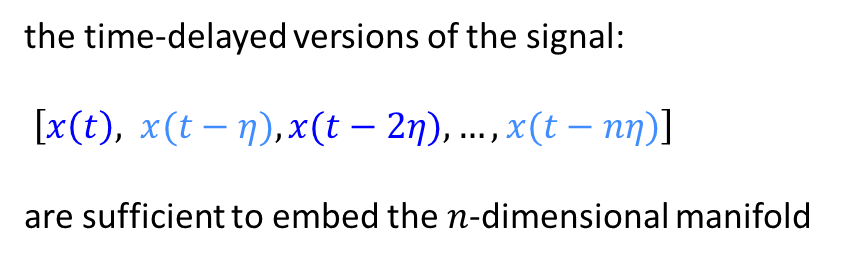 the time-delayed versions of the signal:
[x(t), x(t − η), x(t − 2η), ..., x(t − nη)]
are sufficient to embed the n-dimensional manifold